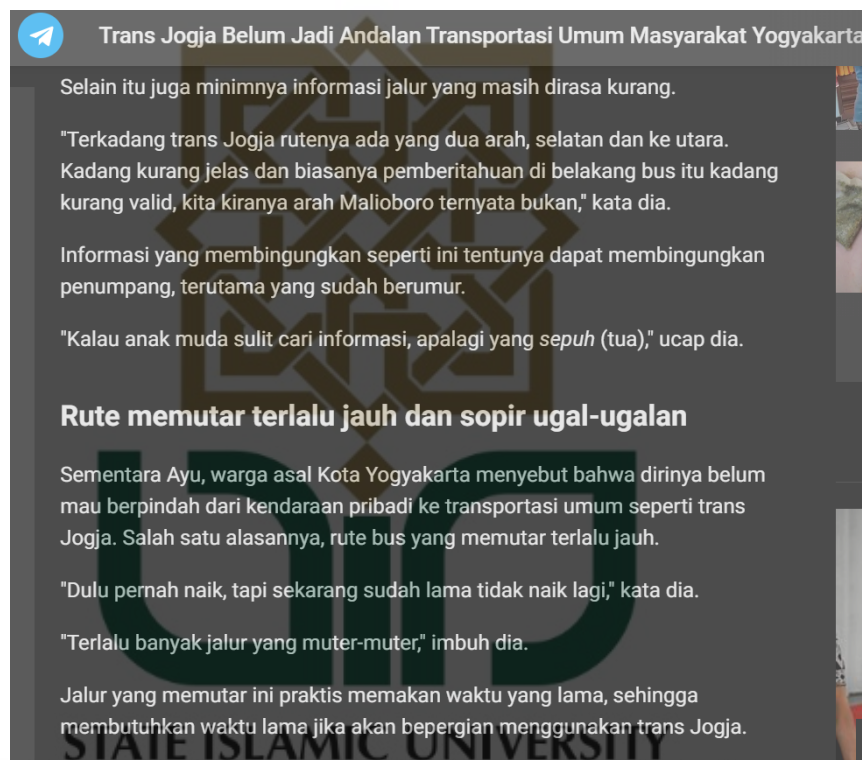 Trans Jogja Belum Jadi Andalan Transportasi Umum Masyarakat Yogyakarta
Selain itu juga minimnya informasi jalur yang masih dirasa kurang.
"Terkadang trans Jogja rutenya ada yang dua arah, selatan dan ke utara.
Kadang kurang jelas dan biasanya pemberitahuan di belakang bus itu kadang
kurang valid, kita kiranya arah Malioboro ternyata bukan," kata dia.
Informasi yang membingungkan seperti ini tentunya dapat membingungkan
penumpang, terutama yang sudah berumur.
"Kalau anak muda sulit cari informasi, apalagi yang sepuh (tua)," ucap dia.
Rute memutar terlalu jauh dan sopir ugal-ugalan
Sementara Ayu, warga asal Kota Yogyakarta menyebut bahwa dirinya belum
mau berpindah dari kendaraan pribadi ke transportasi umum seperti trans
Jogja. Salah satu alasannya, rute bus yang memutar terlalu jauh.
"Dulu pernah naik, tapi sekarang sudah lama tidak naik lagi," kata dia.
"Terlalu banyak jalur yang muter-muter," imbuh dia.
Jalur yang memutar ini praktis memakan waktu yang lama, sehingga
membutuhkan waktu lama jika akan bepergian menggunakan trans Jogja.
STATE ISLAMIC UNIVERSITY